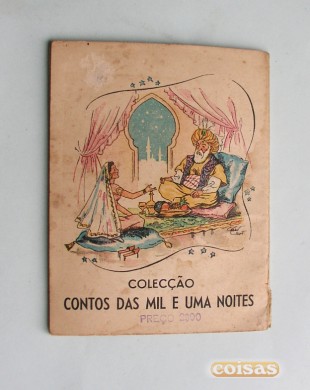 COLECÇÃO
CONTOS DAS MIL E UMA NOITES
coisas